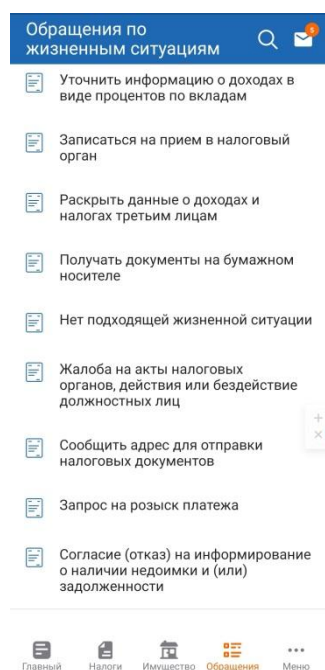 Обращения по
жизненным ситуациям
5
Уточнить информацию о доходах в
виде процентов по вкладам
Записаться на прием в налоговый
орган
Раскрыть данные о доходах и
налогах третьим лицам
Получать документы на бумажном
носителе
Нет подходящей жизненной ситуации
Жалоба на акты налоговых
органов, действия или бездействие
должностных лиц
Сообщить адрес для отправки
налоговых документов
Запрос на розыск платежа
Согласие (отказ) на информирование
о наличии недоимки и (или)
задолженности
Главный Налоги Имущество Обращения Меню